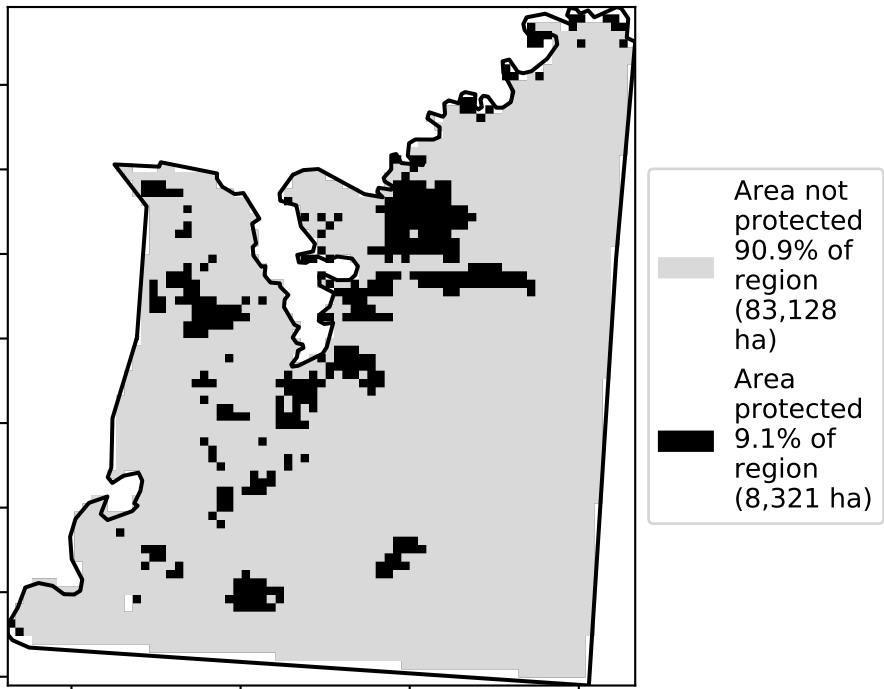 Area not
protected
90.9% of
region
(83,128
ha)
Area
protected
9.1% of
region
(8,321 ha)